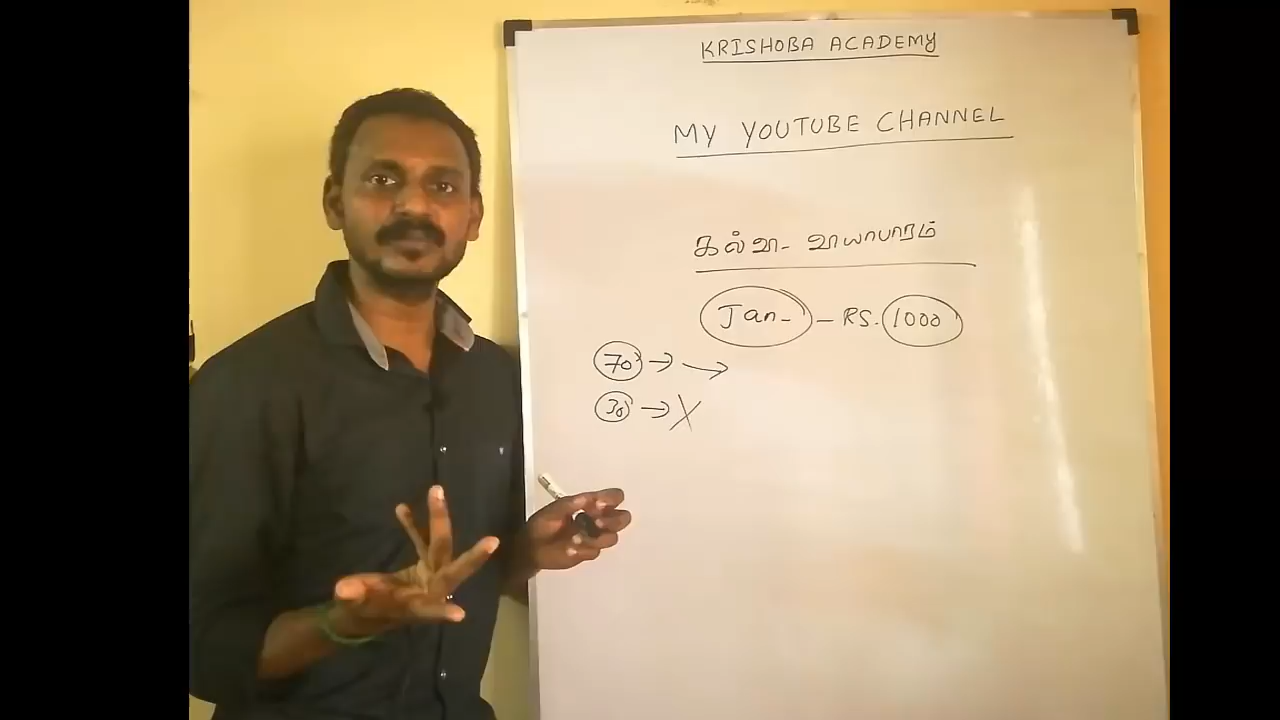 KRISHOBA ACADEMY
MY YOUTUBE CHANNEL
கல்வி - வியாபாரம்
Jan - RS. 1000
70 → →
30 → X